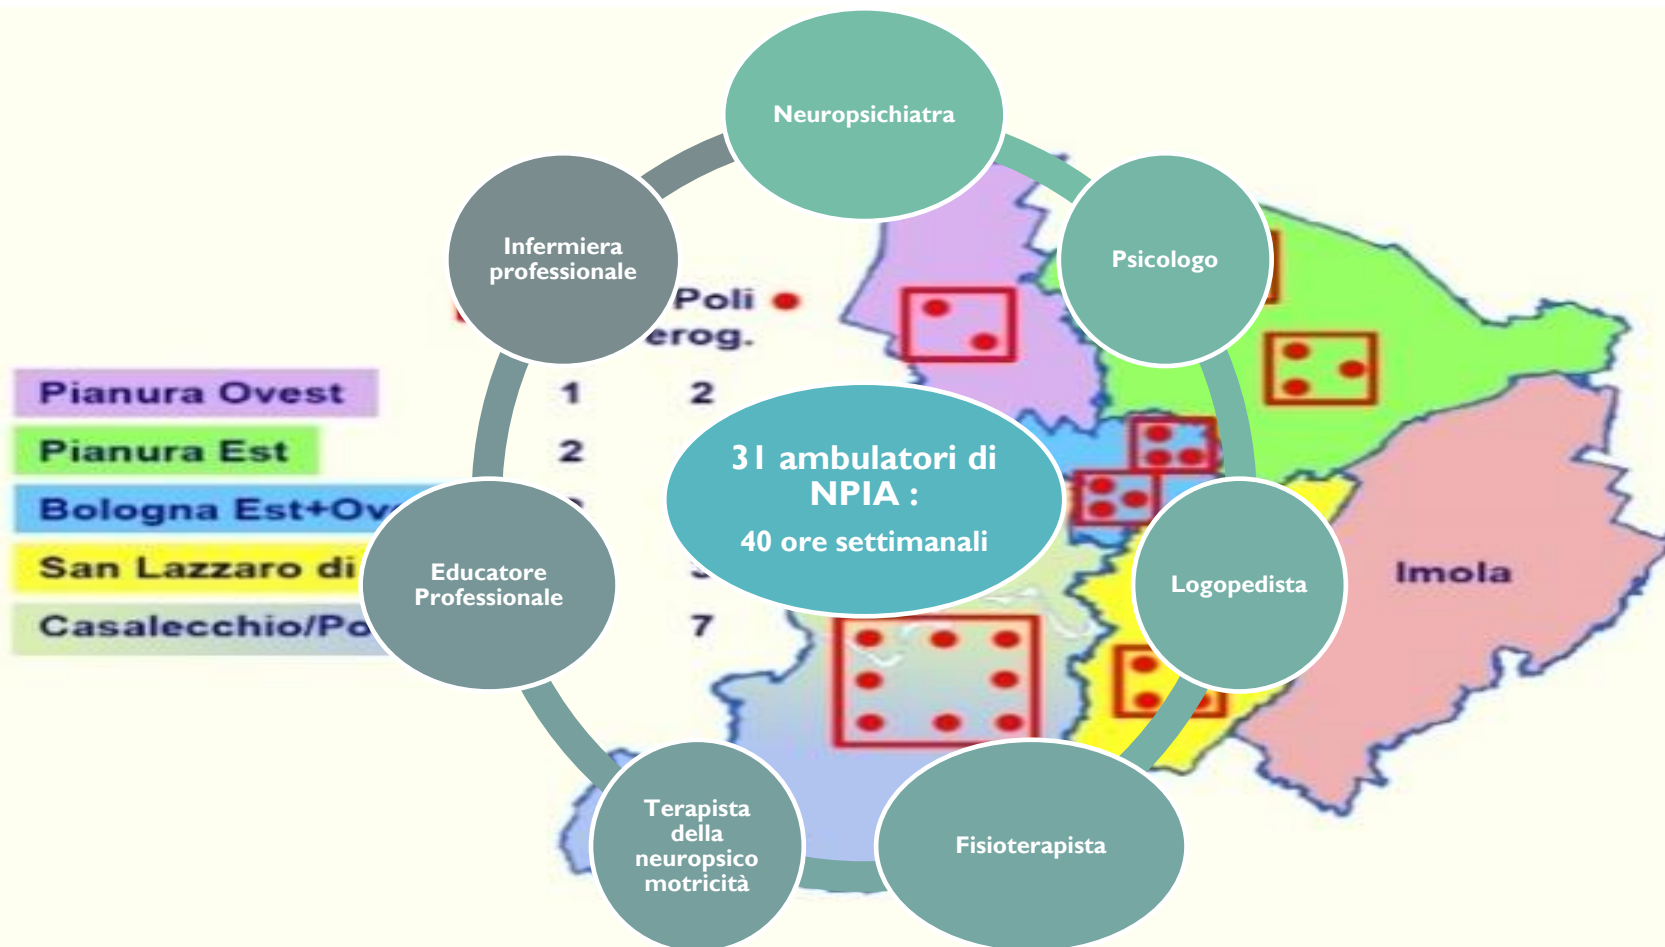 Neuropsichiatra
Psicologo
Logopedista
Fisioterapista
Terapista
della
neuropsico
motricità
Educatore
Professionale
Infermiera
professionale
31 ambulatori di
NPIA :
40 ore settimanali
Poli
erog.
Pianura Ovest 1 2
Pianura Est 2
Bologna Est+Ov
San Lazzaro di
Casalecchio/Po 7
Imola